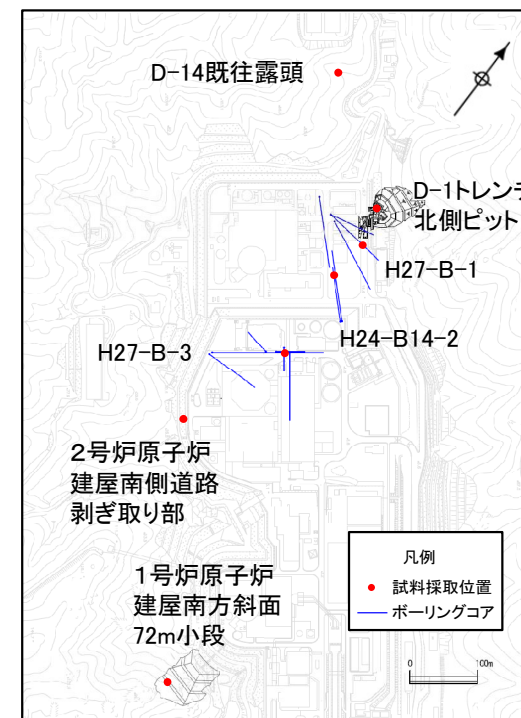 D-14既往露頭
D-1トレンチ
北側ピット
H27-B-1
H24-B14-2
H27-B-3
2号炉原子炉
建屋南側道路
剥ぎ取り部
1号炉原子炉
建屋南方斜面
72m小段
凡例
試料採取位置
ボーリングコア
0 100m